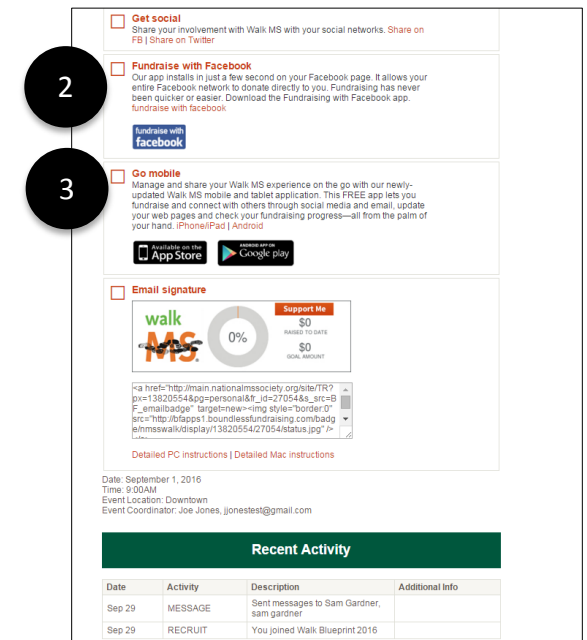 Get social
Share your involvement with Walk MS with your social networks. Share on
FB | Share on Twitter
2
Fundraise with Facebook
Our app installs in just a few second on your Facebook page. It allows your
entire Facebook network to donate directly to you. Fundraising has never
been quicker or easier. Download the Fundraising with Facebook app.
fundraise with facebook
fundraise with
facebook
3
Go mobile
Manage and share your Walk MS experience on the go with our newly-
updated Walk MS mobile and tablet application. This FREE app lets you
fundraise and connect with others through social media and email, update
your web pages and check your fundraising progress—all from the palm of
your hand. iPhone/iPad | Android
Available on the
App Store
ANDROID APP ON
Google play
Email signature
walk
MS
0%
Support Me
$0
RAISED TO DATE
$0
GOAL AMOUNT
<a href="http://main.nationalmssociety.org/site/TR?
px=13820554&pg=personal&fr_id=27054&s_src=B
F_emailbadge" target=new><img style="border:0"
src="http://bfapps1.boundlessfundraising.com/badg
e/nmsswalk/display/13820554/27054/status.jpg" />
Detailed PC instructions | Detailed Mac instructions
Date: September 1, 2016
Time: 9:00AM
Event Location: Downtown
Event Coordinator: Joe Jones, jjonestest@gmail.com
Recent Activity
Date Activity Description Additional Info
Sep 29 MESSAGE Sent messages to Sam Gardner,
sam gardner
Sep 29 RECRUIT You joined Walk Blueprint 2016